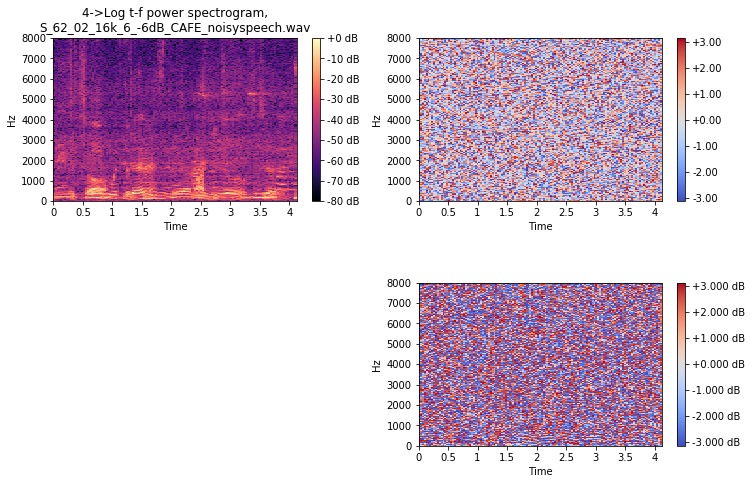 4->Log t-f power spectrogram,
S_62_02_16k_6_-6dB_CAFE_noisyspeech.wav
8000
7000
6000
5000
4000
3000
2000
1000
0
Hz
0 0.5 1 1.5 2 2.5 3 3.5 4
Time
+0 dB
-10 dB
-20 dB
-30 dB
-40 dB
-50 dB
-60 dB
-70 dB
-80 dB
8000
7000
6000
5000
4000
3000
2000
1000
0
Hz
0 0.5 1 1.5 2 2.5 3 3.5 4
Time
+3.00
+2.00
+1.00
+0.00
-1.00
-2.00
-3.00
8000
7000
6000
5000
4000
3000
2000
1000
0
Hz
0 0.5 1 1.5 2 2.5 3 3.5 4
Time
+3.000 dB
+2.000 dB
+1.000 dB
+0.000 dB
-1.000 dB
-2.000 dB
-3.000 dB